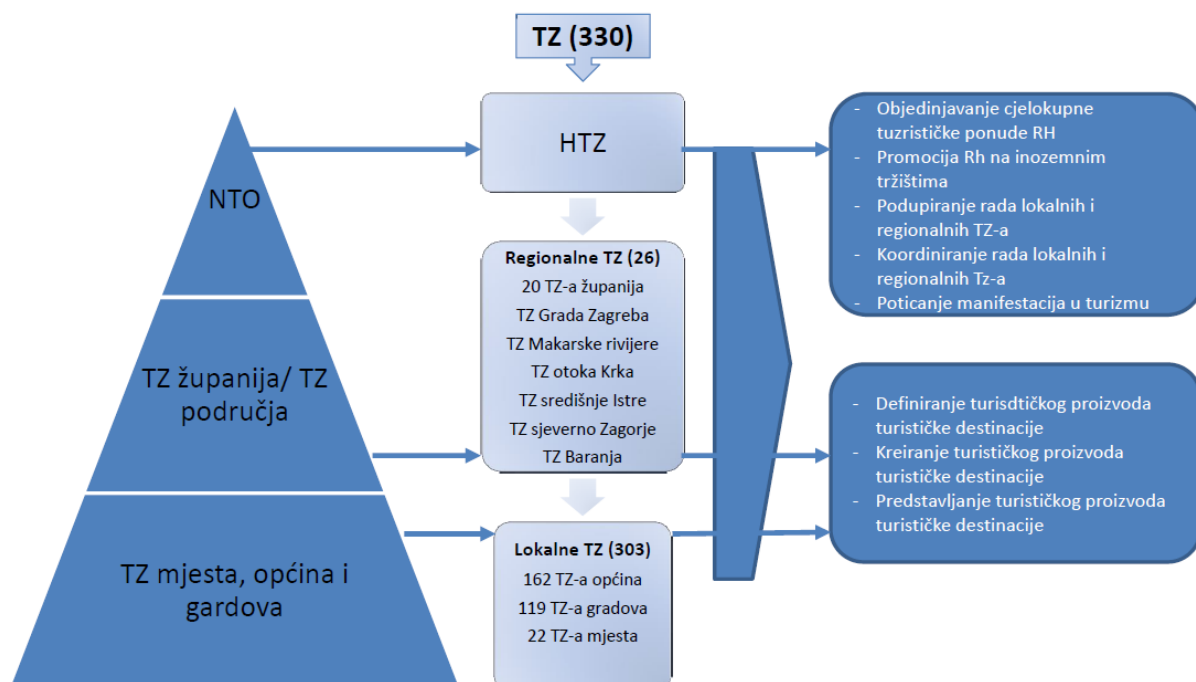 TZ (330)
NTO
TZ županija/ TZ
područja
TZ mjesta, općina i
gardova
HTZ
Regionalne TZ (26)
20 TZ-a županija
TZ Grada Zagreba
TZ Makarske rivijere
TZ otoka Krka
TZ središnje Istre
TZ sjeverno Zagorje
TZ Baranja
Lokalne TZ (303)
162 TZ-a općina
119 TZ-a gradova
22 TZ-a mjesta
- Objedinjavanje cjelokupne
tuzrističke ponude RH
- Promocija Rh na inozemnim
tržištima
- Podupiranje rada lokalnih i
regionalnih TZ-a
- Koordiniranje rada lokalnih i
regionalnih Tz-a
- Poticanje manifestacija u turizmu
- Definiranje turisdtičkog proizvoda
turističke destinacije
- Kreiranje turističkog proizvoda
turističke destinacije
- Predstavljanje turističkog proizvoda
turističke destinacije